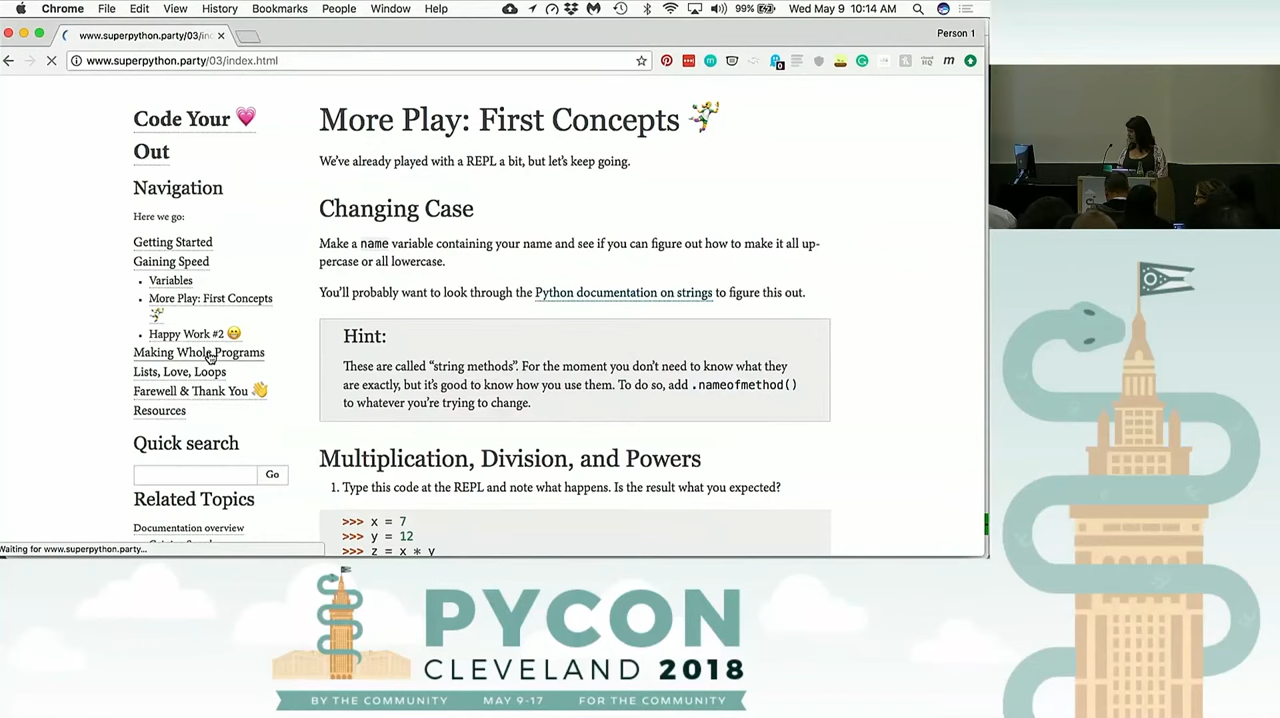 Chrome File Edit View History Bookmarks People Window Help 99% Wed May 9 10:14 AM
www.superpython.party/03/inc Person 1
www.superpython.party/03/index.html
Code Your 💗
Out
Navigation
Here we go:
Getting Started
Gaining Speed
Variables
More Play: First Concepts
🤾
Happy Work #2 😁
Making Whole Programs
Lists, Love, Loops
Farewell & Thank You 👋
Resources
Quick search
Go
Related Topics
Documentation overview
More Play: First Concepts 🤾
We've already played with a REPL a bit, but let's keep going.
Changing Case
Make a name variable containing your name and see if you can figure out how to make it all up-
percase or all lowercase.
You'll probably want to look through the Python documentation on strings to figure this out.
Hint:
These are called “string methods”. For the moment you don't need to know what they
are exactly, but it's good to know how you use them. To do so, add .nameofmethod()
to whatever you're trying to change.
Multiplication, Division, and Powers
1. Type this code at the REPL and note what happens. Is the result what you expected?
>>> x = 7
>>> y = 12
>>> z = x * y
Waiting for www.superpython.party...
PYCON
CLEVELAND 2018
BY THE COMMUNITY MAY 9-17 FOR THE COMMUNITY